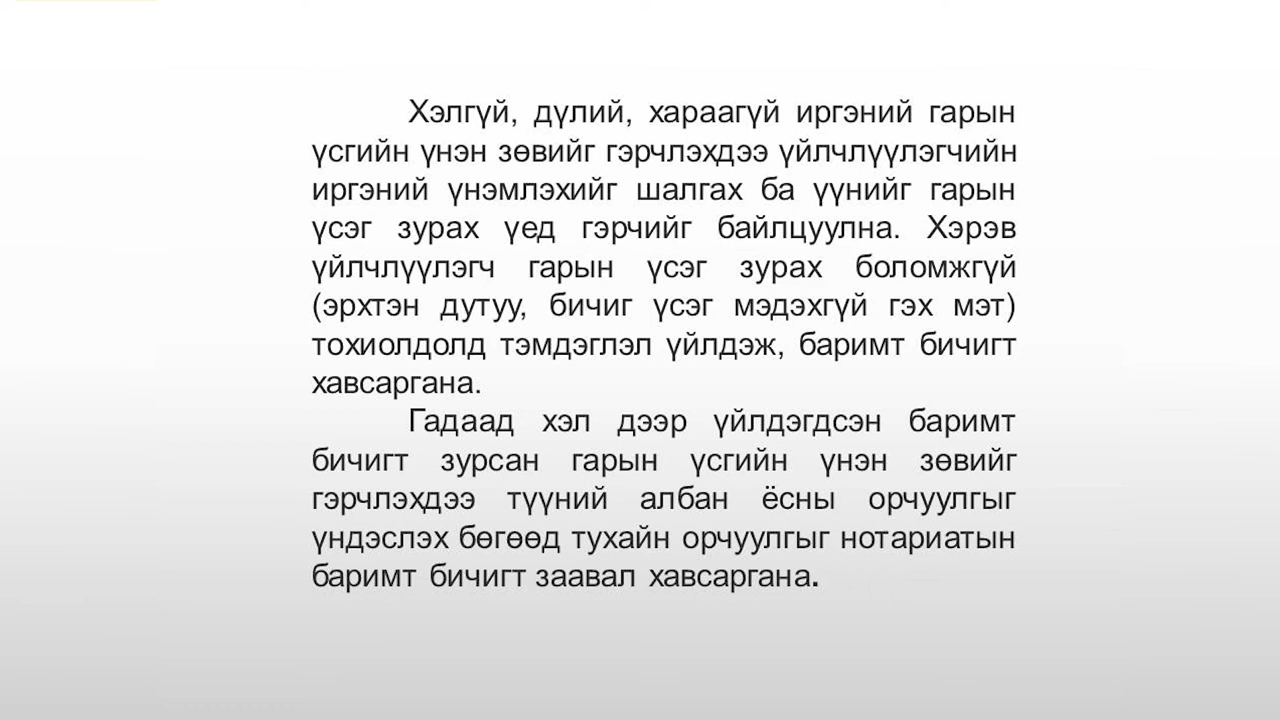 Хэлгүй, дүлий, хараагүй иргэний гарын
үсгийн үнэн зөвийг гэрчлэхдээ үйлчлүүлэгчийн
иргэний үнэмлэхийг шалгах ба үүнийг гарын
үсэг зурах үед гэрчийг байлцуулна. Хэрэв
үйлчлүүлэгч гарын үсэг зурах боломжгүй
(эрхтэн дутуу, бичиг үсэг мэдэхгүй гэх мэт)
тохиолдолд тэмдэглэл үйлдэж, баримт бичигт
хавсаргана.
Гадаад хэл дээр үйлдэгдсэн баримт
бичигт зурсан гарын үсгийн үнэн зөвийг
гэрчлэхдээ түүний албан ёсны орчуулгыг
үндэслэх бөгөөд тухайн орчуулгыг нотариатын
баримт бичигт заавал хавсаргана.